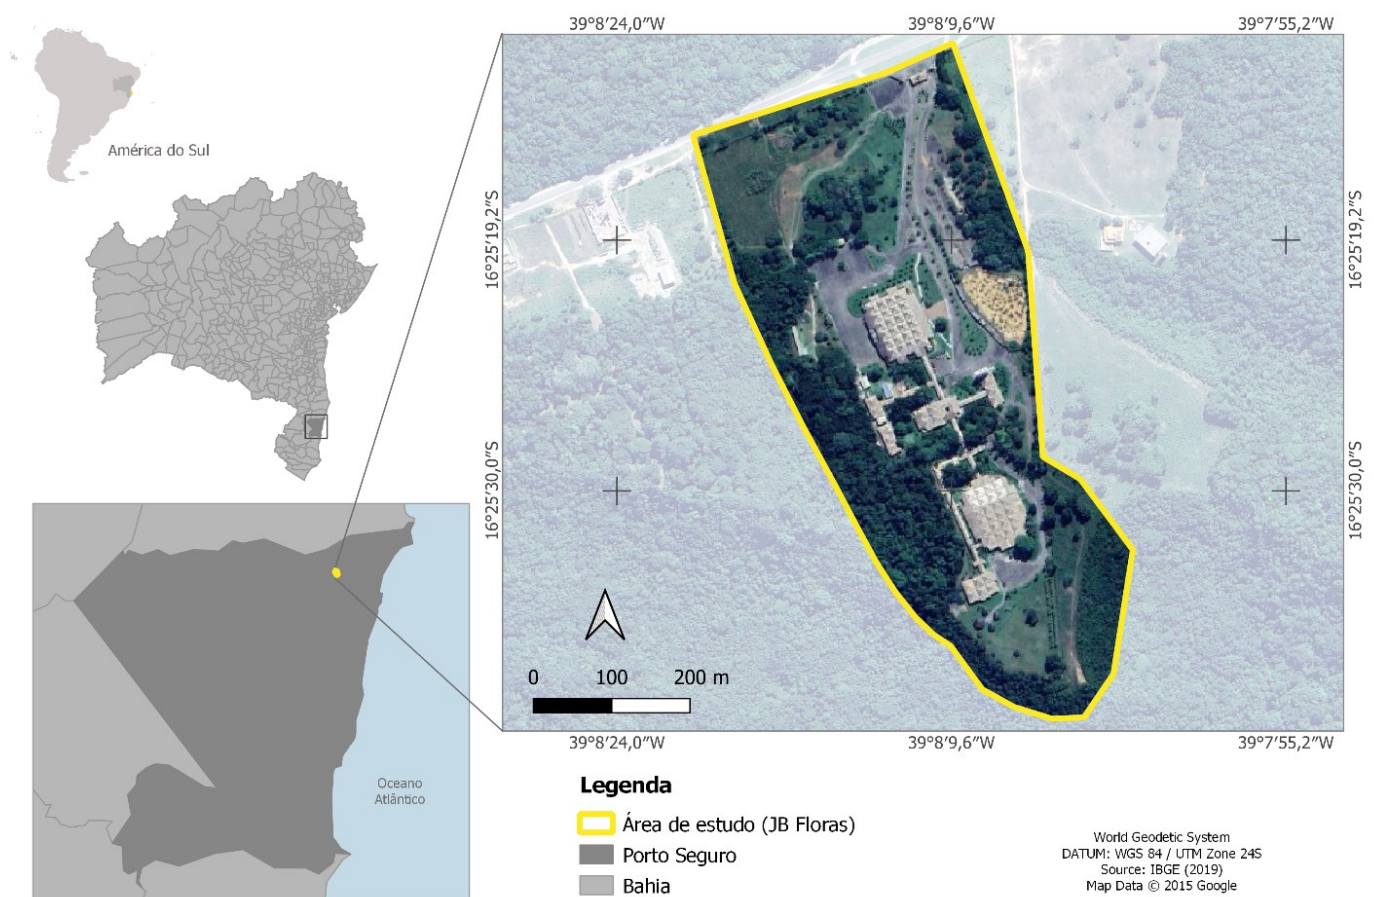 39°8'24,0"W
39°8'9,6"W
39°7'55,2"W
América do Sul
16°25'19,2"S
16°25'19,2"S
16°25'30,0"S
16°25'30,0"S
0 100 200 m
39°8'24,0"W
39°8'9,6"W
39°7'55,2"W
Oceano
Atlântico
Legenda
Área de estudo (JB Floras)
Porto Seguro
Bahia
World Geodetic System
DATUM: WGS 84 / UTM Zone 24S
Source: IBGE (2019)
Map Data © 2015 Google